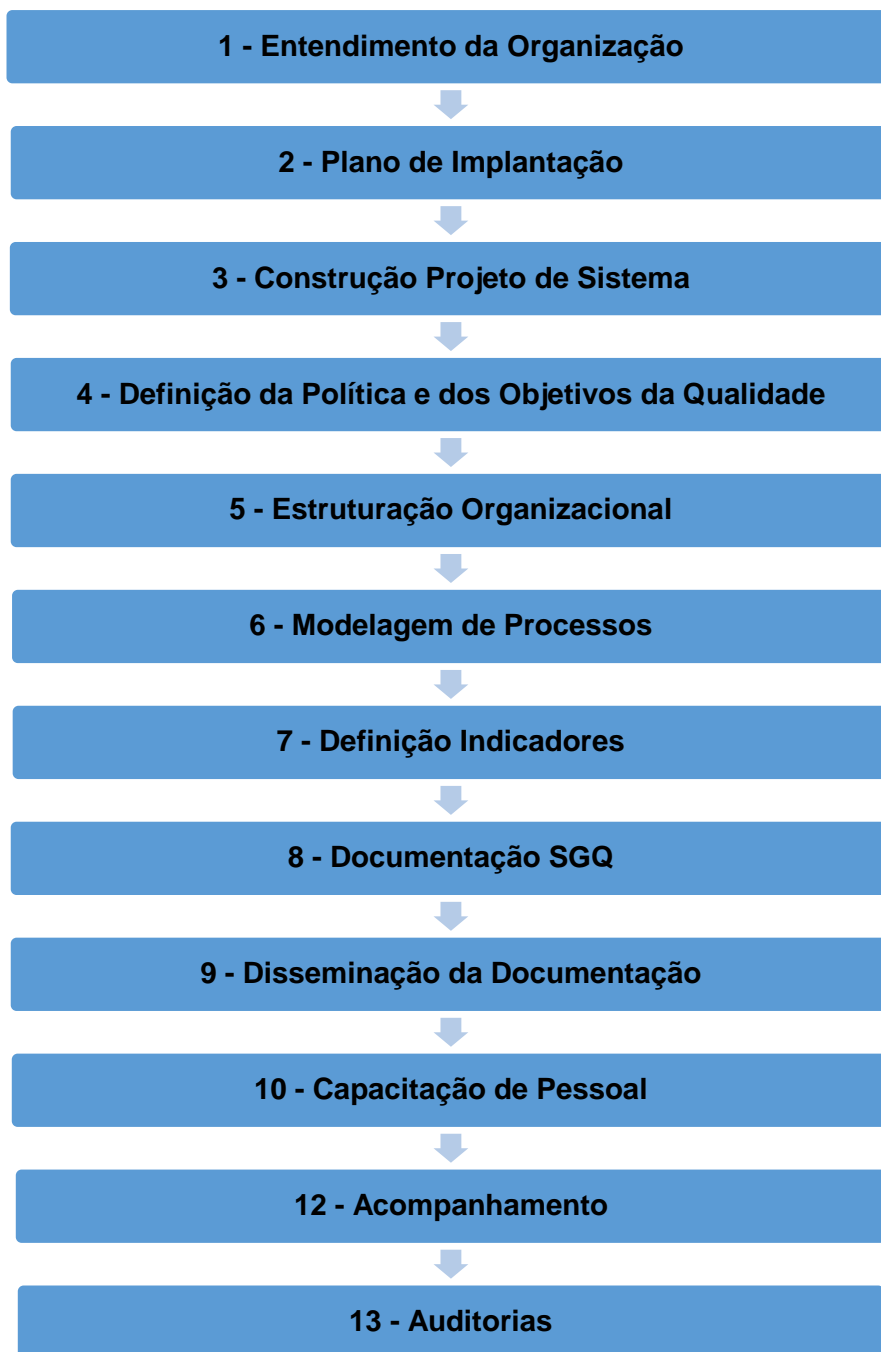 1 - Entendimento da Organização
2 - Plano de Implantação
3 - Construção Projeto de Sistema
4 - Definição da Política e dos Objetivos da Qualidade
5 - Estruturação Organizacional
6 - Modelagem de Processos
7 - Definição Indicadores
8 - Documentação SGQ
9 - Disseminação da Documentação
10 - Capacitação de Pessoal
12 - Acompanhamento
13 - Auditorias